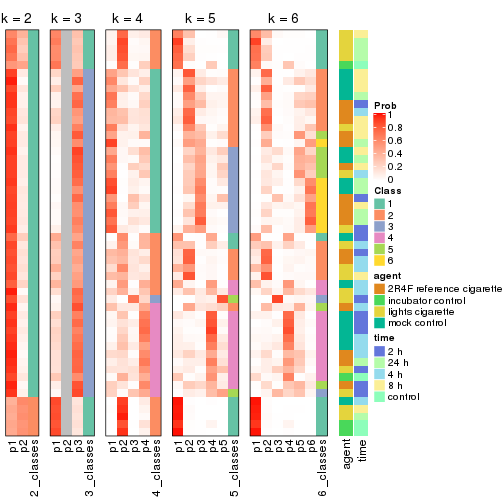 k = 2
k = 3
k = 4
k = 5
k = 6
p1
p2
2_classes
p1
p2
p3
3_classes
p1
p2
p3
p4
4_classes
p1
p2
p3
p4
p5
5_classes
p1
p2
p3
p4
p5
p6
6_classes
agent
time
Prob
1
0.8
0.6
0.4
0.2
0
Class
1
2
3
4
5
6
agent
2R4F reference cigarette
incubator control
lights cigarette
mock control
time
2 h
24 h
4 h
8 h
control